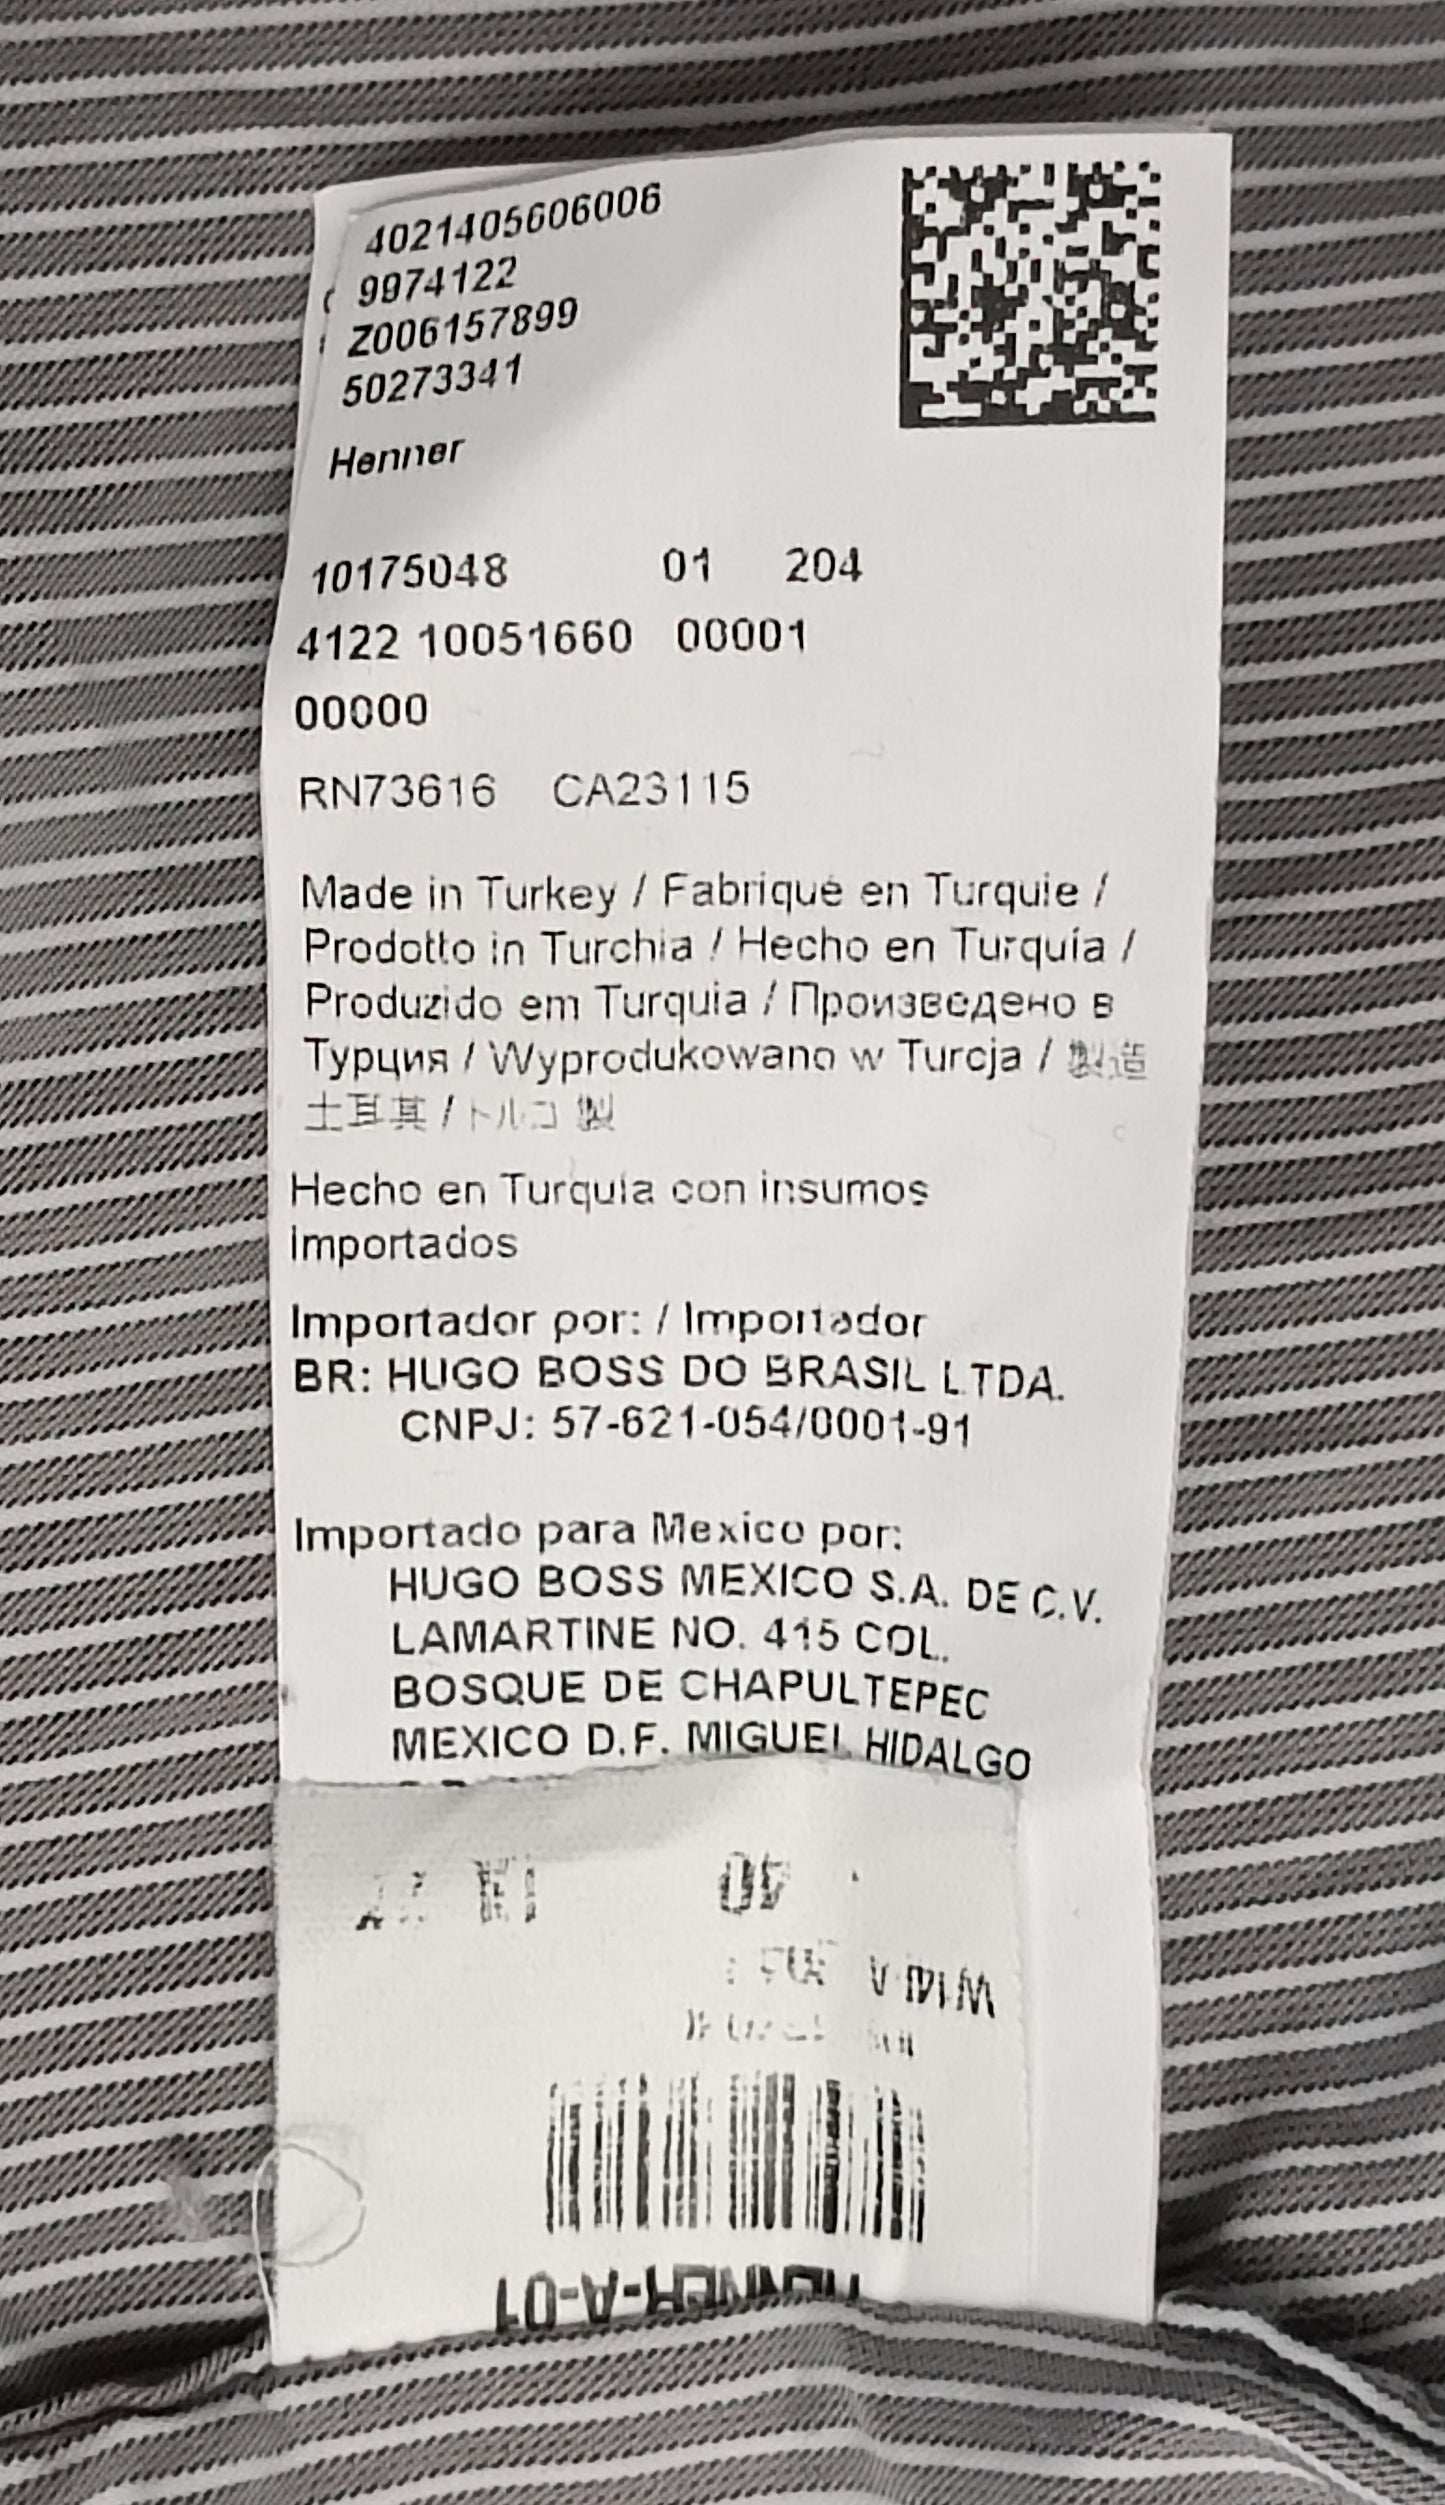 4021405606006
9974122
Z006157899
50273341
Henner
10175048 01 204
4122 10051660 00001
00000
RN73616 CA23115
Made in Turkey / Fabriqué en Turquie /
Prodotto in Turchia / Hecho en Turquía /
Produzido em Turquia / Произведено в
Турция / Wyprodukowano w Turcja / 製造
土耳其 / トルコ 製
Hecho en Turquía con insumos
importados
Importador por: / Importador
BR: HUGO BOSS DO BRASIL LTDA.
CNPJ: 57-621-054/0001-91
Importado para Mexico por:
HUGO BOSS MEXICO S.A. DE C.V.
LAMARTINE NO. 415 COL.
BOSQUE DE CHAPULTEPEC
MEXICO D.F. MIGUEL HIDALGO
40
HENNER-A-01